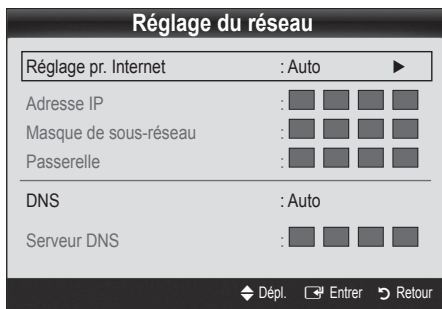 Réglage du réseau
Réglage pr. Internet : Auto ►
Adresse IP :
Masque de sous-réseau :
Passerelle :
DNS : Auto
Serveur DNS :
Dépl. Entrer Retour